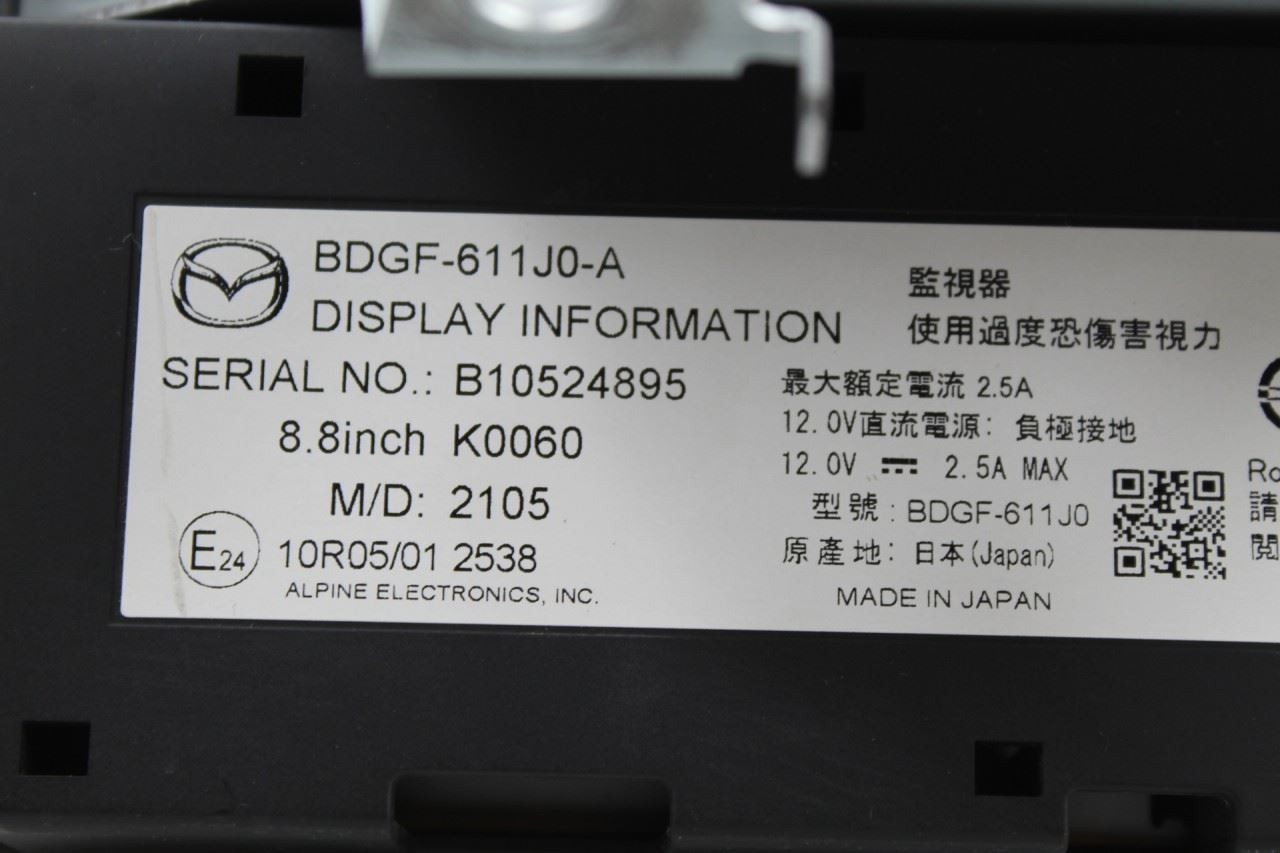 BDGF-611J0-A
DISPLAY INFORMATION
SERIAL NO.: B10524895
8.8inch K0060
M/D: 2105
E24 10R05/01 2538
ALPINE ELECTRONICS, INC.
監視器
使用過度恐傷害視力
最大額定電流 2.5A
12.0V直流電源: 負極接地
12.0V ⎓ 2.5A MAX
型號: BDGF-611J0
原產地: 日本(Japan)
MADE IN JAPAN
Ro
請
閲